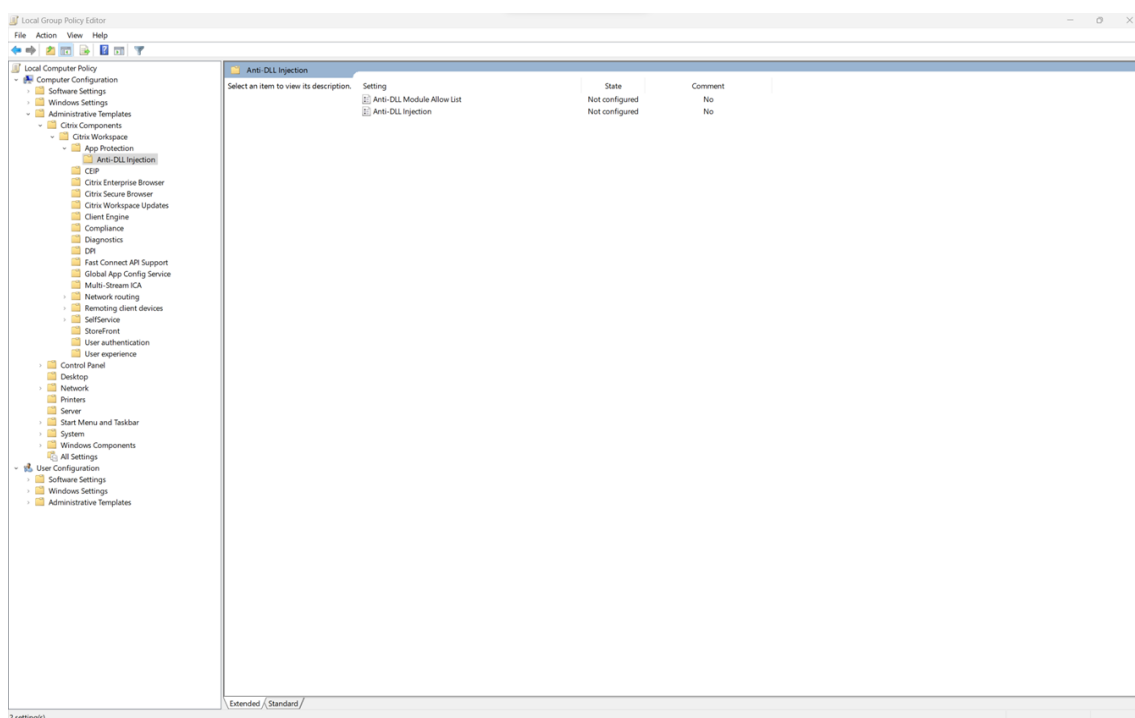 Local Group Policy Editor
File Action View Help
Local Computer Policy
Computer Configuration
Software Settings
Windows Settings
Administrative Templates
Citrix Components
Citrix Workspace
App Protection
Anti-DLL Injection
CEIP
Citrix Enterprise Browser
Citrix Secure Browser
Citrix Workspace Updates
Client Engine
Compliance
Diagnostics
DPI
Fast Connect API Support
Global App Config Service
Multi-Stream ICA
Network routing
Remoting client devices
SelfService
StoreFront
User authentication
User experience
Control Panel
Desktop
Network
Printers
Server
Start Menu and Taskbar
System
Windows Components
All Settings
User Configuration
Software Settings
Windows Settings
Administrative Templates
Anti-DLL Injection
Select an item to view its description.
Setting State Comment
Anti-DLL Module Allow List Not configured No
Anti-DLL Injection Not configured No
Extended Standard
2 setting(s)